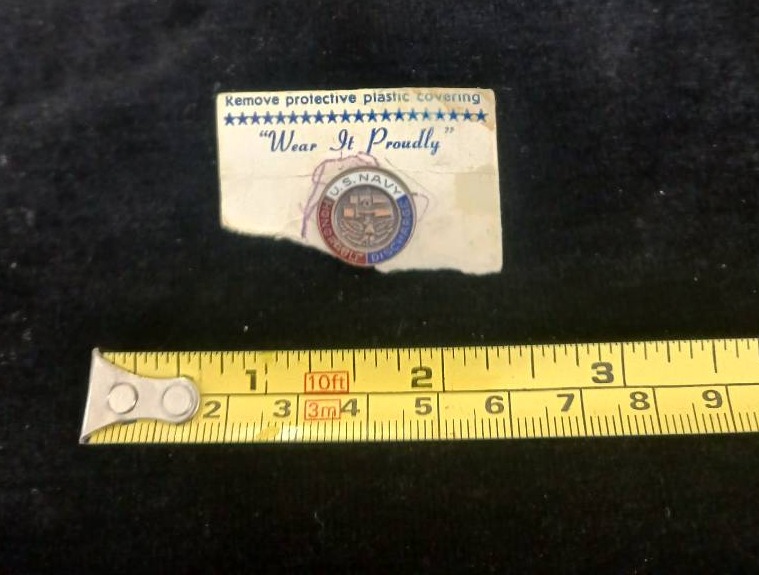 Remove protective plastic covering
"Wear It Proudly"
U.S. NAVY
HONORABLE DISCHARGE
1 10ft 2 3
2 3 3m 4 5 6 7 8 9